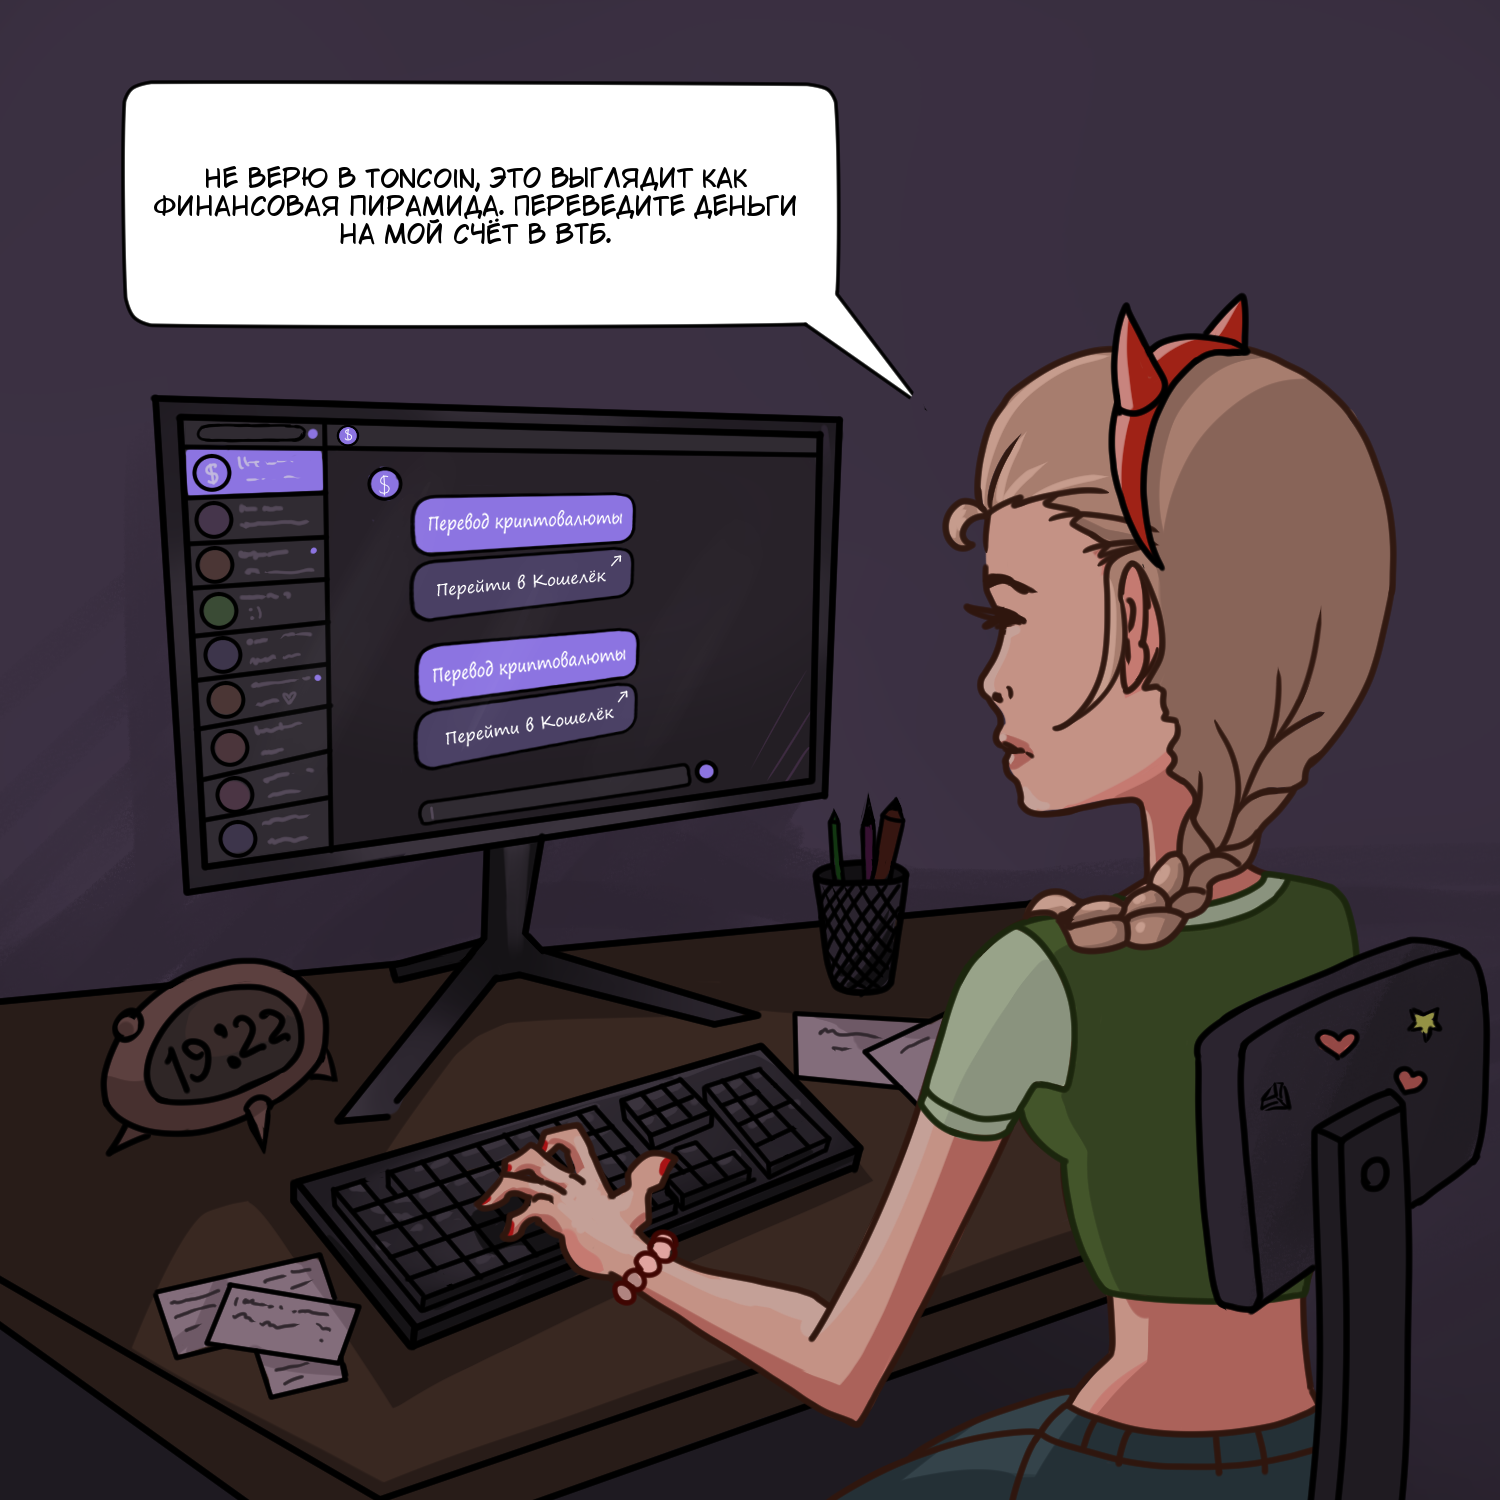 НЕ ВЕРЮ В TONCOIN, ЭТО ВЫГЛЯДИТ КАК
ФИНАНСОВАЯ ПИРАМИДА. ПЕРЕВЕДИТЕ ДЕНЬГИ
НА МОЙ СЧЁТ В ВТБ.
$
$
$
Перевод криптовалюты
Перейти в Кошелёк ↗
Перевод криптовалюты
Перейти в Кошелёк ↗
:)
19:22